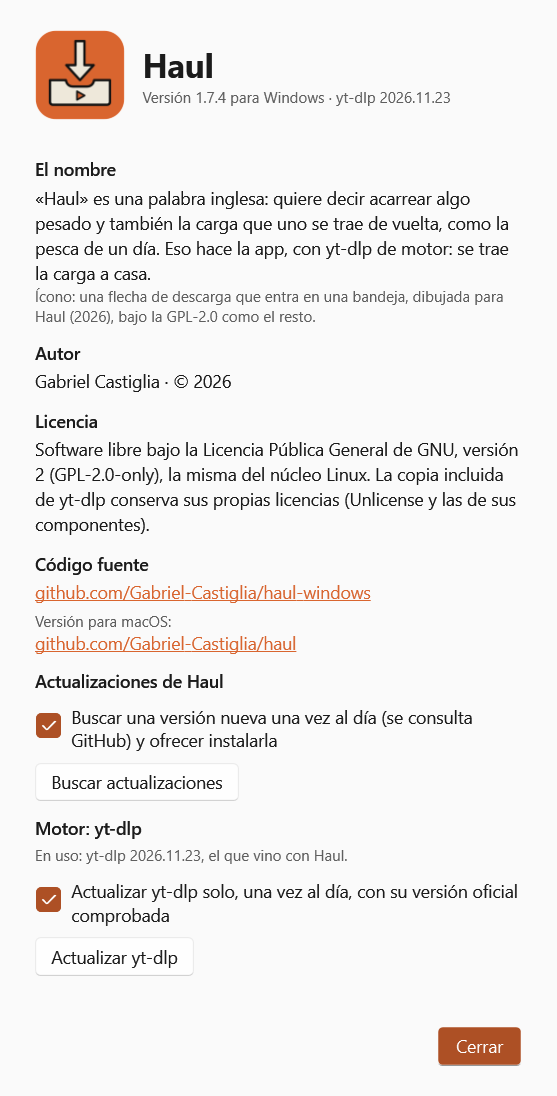 Haul
Versión 1.7.4 para Windows · yt-dlp 2026.11.23
El nombre
«Haul» es una palabra inglesa: quiere decir acarrear algo
pesado y también la carga que uno se trae de vuelta, como la
pesca de un día. Eso hace la app, con yt-dlp de motor: se trae
la carga a casa.
Ícono: una flecha de descarga que entra en una bandeja, dibujada para
Haul (2026), bajo la GPL-2.0 como el resto.
Autor
Gabriel Castiglia · © 2026
Licencia
Software libre bajo la Licencia Pública General de GNU, versión
2 (GPL-2.0-only), la misma del núcleo Linux. La copia incluida
de yt-dlp conserva sus propias licencias (Unlicense y las de sus
componentes).
Código fuente
github.com/Gabriel-Castiglia/haul-windows
Versión para macOS:
github.com/Gabriel-Castiglia/haul
Actualizaciones de Haul
Buscar una versión nueva una vez al día (se consulta
GitHub) y ofrecer instalarla
Buscar actualizaciones
Motor: yt-dlp
En uso: yt-dlp 2026.11.23, el que vino con Haul.
Actualizar yt-dlp solo, una vez al día, con su versión oficial
comprobada
Actualizar yt-dlp
Cerrar